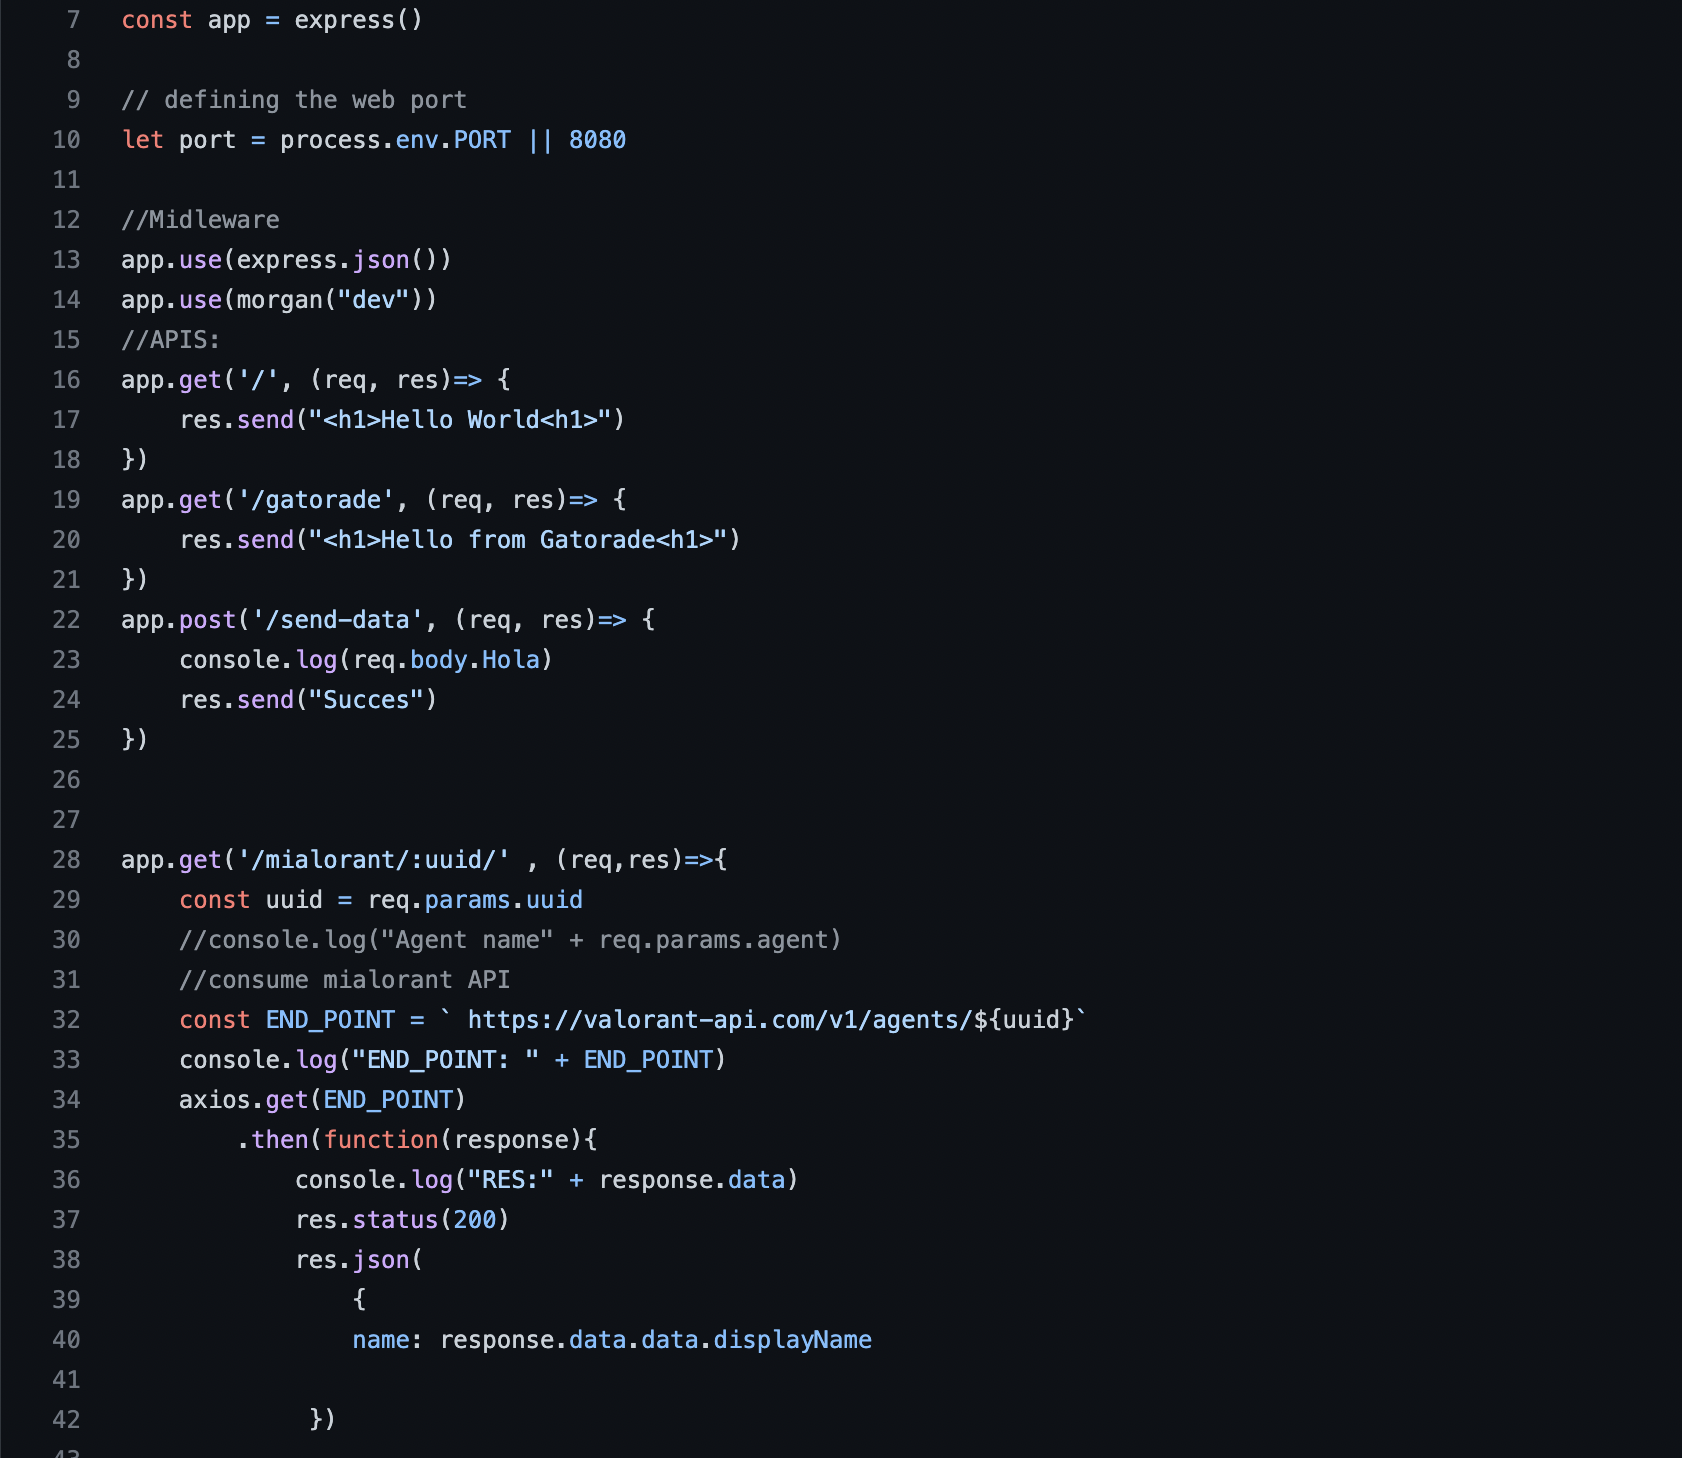 7 const app = express()
8
9 // defining the web port
10 let port = process.env.PORT || 8080
11
12 //Midleware
13 app.use(express.json())
14 app.use(morgan("dev"))
15 //APIS:
16 app.get('/', (req, res)=> {
17     res.send("<h1>Hello World<h1>")
18 })
19 app.get('/gatorade', (req, res)=> {
20     res.send("<h1>Hello from Gatorade<h1>")
21 })
22 app.post('/send-data', (req, res)=> {
23     console.log(req.body.Hola)
24     res.send("Succes")
25 })
26
27
28 app.get('/mialorant/:uuid/' , (req,res)=>{
29     const uuid = req.params.uuid
30     //console.log("Agent name" + req.params.agent)
31     //consume mialorant API
32     const END_POINT = ` https://valorant-api.com/v1/agents/${uuid}`
33     console.log("END_POINT: " + END_POINT)
34     axios.get(END_POINT)
35         .then(function(response){
36             console.log("RES:" + response.data)
37             res.status(200)
38             res.json(
39                 {
40                 name: response.data.data.displayName
41
42              })
43